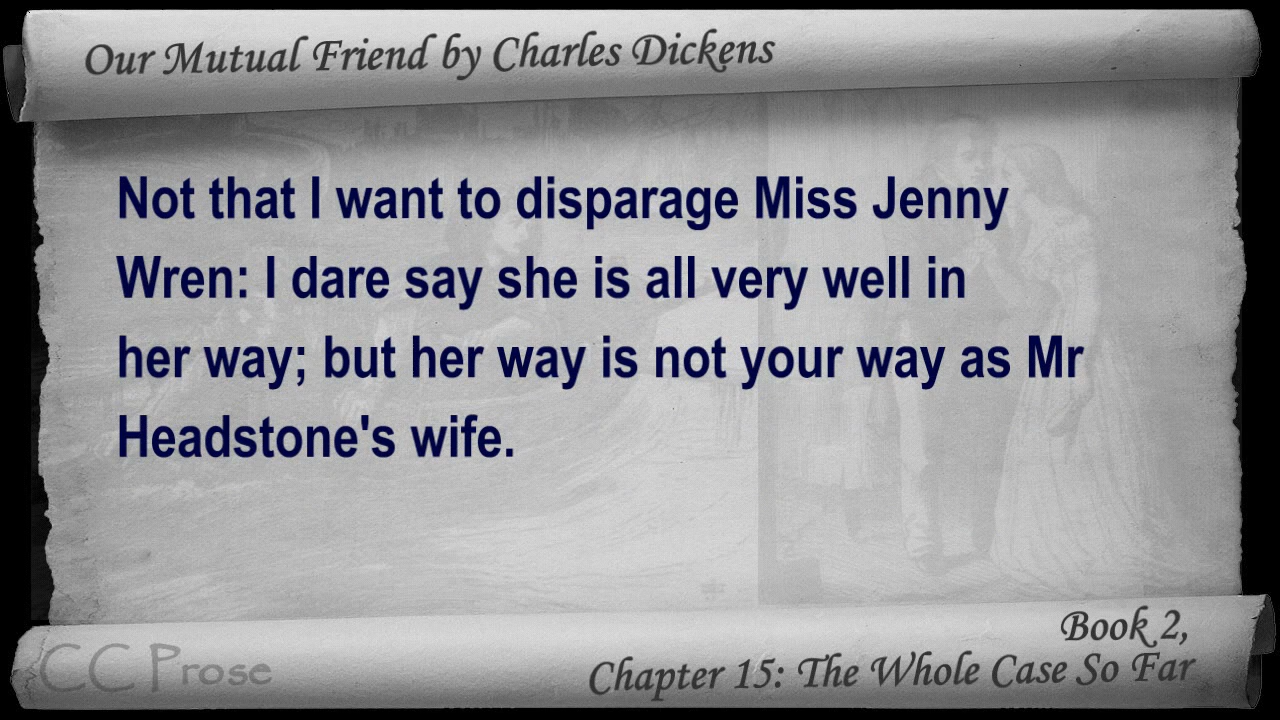 Our Mutual Friend by Charles Dickens
Not that I want to disparage Miss Jenny
Wren: I dare say she is all very well in
her way; but her way is not your way as Mr
Headstone's wife.
Book 2,
Chapter 15: The Whole Case So Far
CC Prose